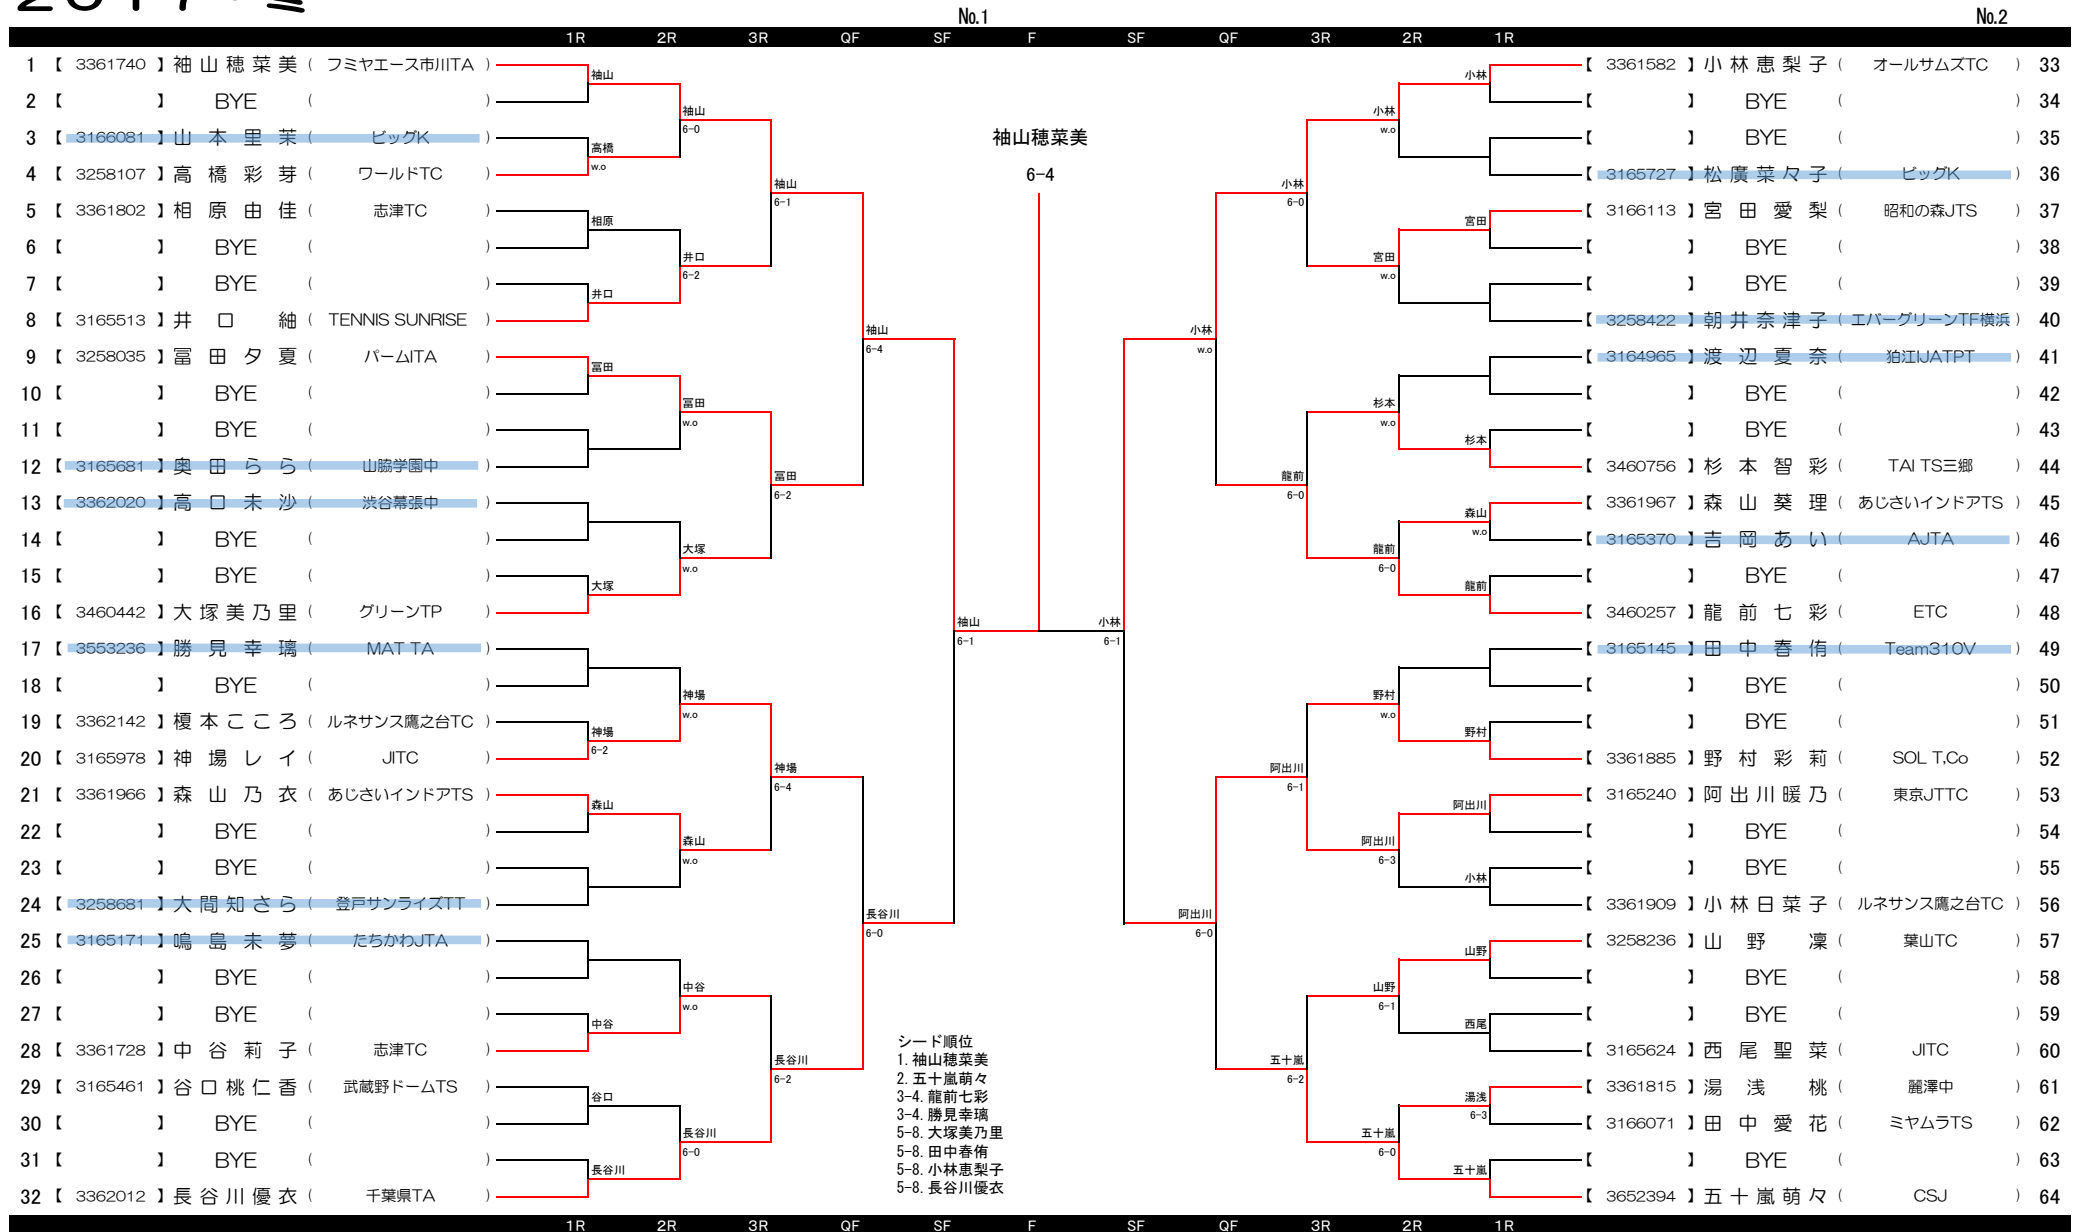 No.1 No.2
1R 2R 3R QF SF F SF QF 3R 2R 1R
1 【 3361740 】 袖山穂菜美 ( フミヤエース市川TA )
2 【 】 BYE ( )
3 【 3166081 】 山本里茉 ( ビッグK )
4 【 3258107 】 高橋彩芽 ( ワールドTC )
5 【 3361802 】 相原由佳 ( 志津TC )
6 【 】 BYE ( )
7 【 】 BYE ( )
8 【 3165513 】 井口紬 ( TENNIS SUNRISE )
9 【 3258035 】 冨田夕夏 ( パームITA )
10 【 】 BYE ( )
11 【 】 BYE ( )
12 【 3165681 】 奥田らら ( 山脇学園中 )
13 【 3362020 】 高口未沙 ( 渋谷幕張中 )
14 【 】 BYE ( )
15 【 】 BYE ( )
16 【 3460442 】 大塚美乃里 ( グリーンTP )
17 【 3553236 】 勝見幸璃 ( MAT TA )
18 【 】 BYE ( )
19 【 3362142 】 榎本こころ ( ルネサンス鷹之台TC )
20 【 3165978 】 神場レイ ( JITC )
21 【 3361966 】 森山乃衣 ( あじさいインドアTS )
22 【 】 BYE ( )
23 【 】 BYE ( )
24 【 3258681 】 大間知さら ( 登戸サンライズTT )
25 【 3165171 】 鳴島未夢 ( たちかわJTA )
26 【 】 BYE ( )
27 【 】 BYE ( )
28 【 3361728 】 中谷莉子 ( 志津TC )
29 【 3165461 】 谷口桃仁香 ( 武蔵野ドームTS )
30 【 】 BYE ( )
31 【 】 BYE ( )
32 【 3362012 】 長谷川優衣 ( 千葉県TA )
袖山
高橋
w.o
相原
井口
冨田
大塚
神場
6-2
森山
中谷
谷口
長谷川
袖山
6-0
井口
6-2
冨田
w.o
大塚
w.o
神場
w.o
森山
w.o
中谷
w.o
長谷川
6-0
袖山
6-1
冨田
6-2
神場
6-4
長谷川
6-2
袖山
6-4
長谷川
6-0
袖山
6-1
袖山穂菜美
6-4
シード順位
1. 袖山穂菜美
2. 五十嵐萌々
3-4. 龍前七彩
3-4. 勝見幸璃
5-8. 大塚美乃里
5-8. 田中春侑
5-8. 小林恵梨子
5-8. 長谷川優衣
小林
6-1
小林
w.o
阿出川
6-0
小林
6-0
龍前
6-0
阿出川
6-1
五十嵐
6-2
小林
w.o
宮田
w.o
杉本
w.o
龍前
6-0
野村
w.o
阿出川
6-3
山野
6-1
五十嵐
6-0
小林
宮田
杉本
森山
w.o
龍前
野村
阿出川
小林
山野
西尾
湯浅
6-3
五十嵐
【 3361582 】 小林恵梨子 ( オールサムズTC ) 33
【 】 BYE ( ) 34
【 】 BYE ( ) 35
【 3165727 】 松廣菜々子 ( ビッグK ) 36
【 3166113 】 宮田愛梨 ( 昭和の森JTS ) 37
【 】 BYE ( ) 38
【 】 BYE ( ) 39
【 3258422 】 朝井奈津子 ( エバーグリーンTF横浜 ) 40
【 3164965 】 渡辺夏奈 ( 狛江IJATPT ) 41
【 】 BYE ( ) 42
【 】 BYE ( ) 43
【 3460756 】 杉本智彩 ( TAI TS三郷 ) 44
【 3361967 】 森山葵理 ( あじさいインドアTS ) 45
【 3165370 】 吉岡あい ( AJTA ) 46
【 】 BYE ( ) 47
【 3460257 】 龍前七彩 ( ETC ) 48
【 3165145 】 田中春侑 ( Team310V ) 49
【 】 BYE ( ) 50
【 】 BYE ( ) 51
【 3361885 】 野村彩莉 ( SOL T,Co ) 52
【 3165240 】 阿出川暖乃 ( 東京JTTC ) 53
【 】 BYE ( ) 54
【 】 BYE ( ) 55
【 3361909 】 小林日菜子 ( ルネサンス鷹之台TC ) 56
【 3258236 】 山野凜 ( 葉山TC ) 57
【 】 BYE ( ) 58
【 】 BYE ( ) 59
【 3165624 】 西尾聖菜 ( JITC ) 60
【 3361815 】 湯浅桃 ( 麗澤中 ) 61
【 3166071 】 田中愛花 ( ミヤムラTS ) 62
【 】 BYE ( ) 63
【 3652394 】 五十嵐萌々 ( CSJ ) 64
1R 2R 3R QF SF F SF QF 3R 2R 1R